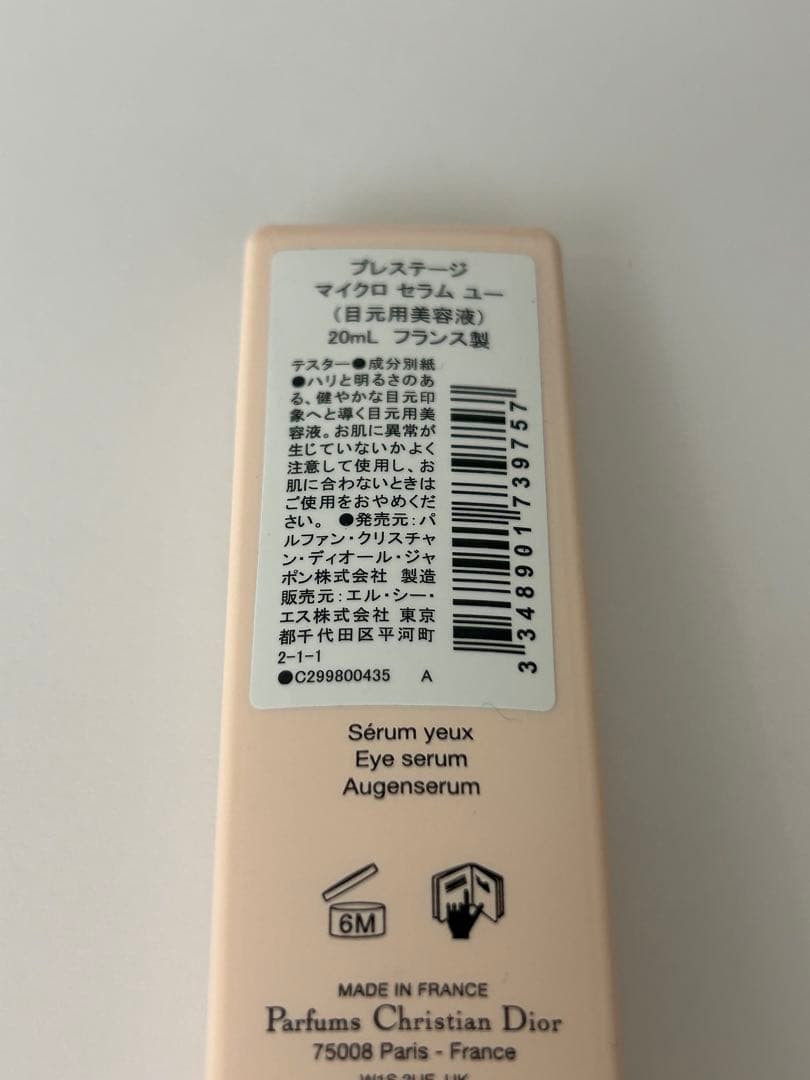 プレステージ
マイクロ セラム ユー
(目元用美容液)
20mL フランス製
テスター●成分別紙
●ハリと明るさのあ
る、健やかな目元印
象へと導く目元用美
容液。お肌に異常が
生じていないかよく
注意して使用し、お
肌に合わないときは
ご使用をおやめくだ
さい。 ●発売元:パ
ルファン・クリスチャ
ン・ディオール・ジャ
ポン株式会社 製造
販売元:エル・シー・
エス株式会社 東京
都千代田区平河町
2-1-1
●C299800435 A
3 348901 739757
Sérum yeux
Eye serum
Augenserum
6M
MADE IN FRANCE
Parfums Christian Dior
75008 Paris - France